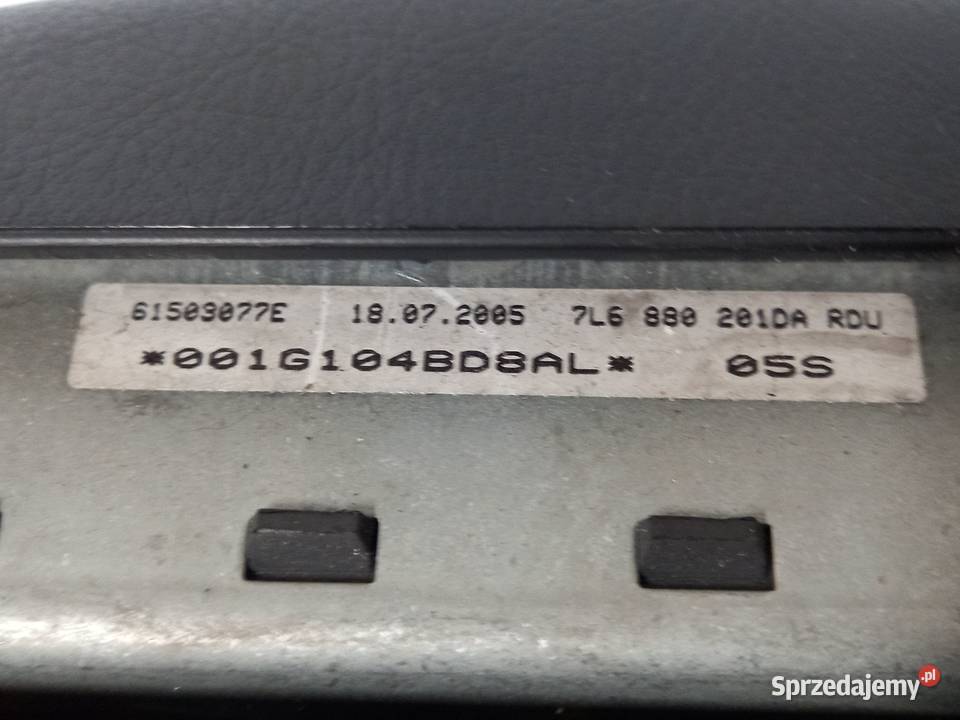 61503077E 18.07.2005 7L6 880 201DA RDU
*001G104BD8AL* 05S
Sprzedajemy .pl